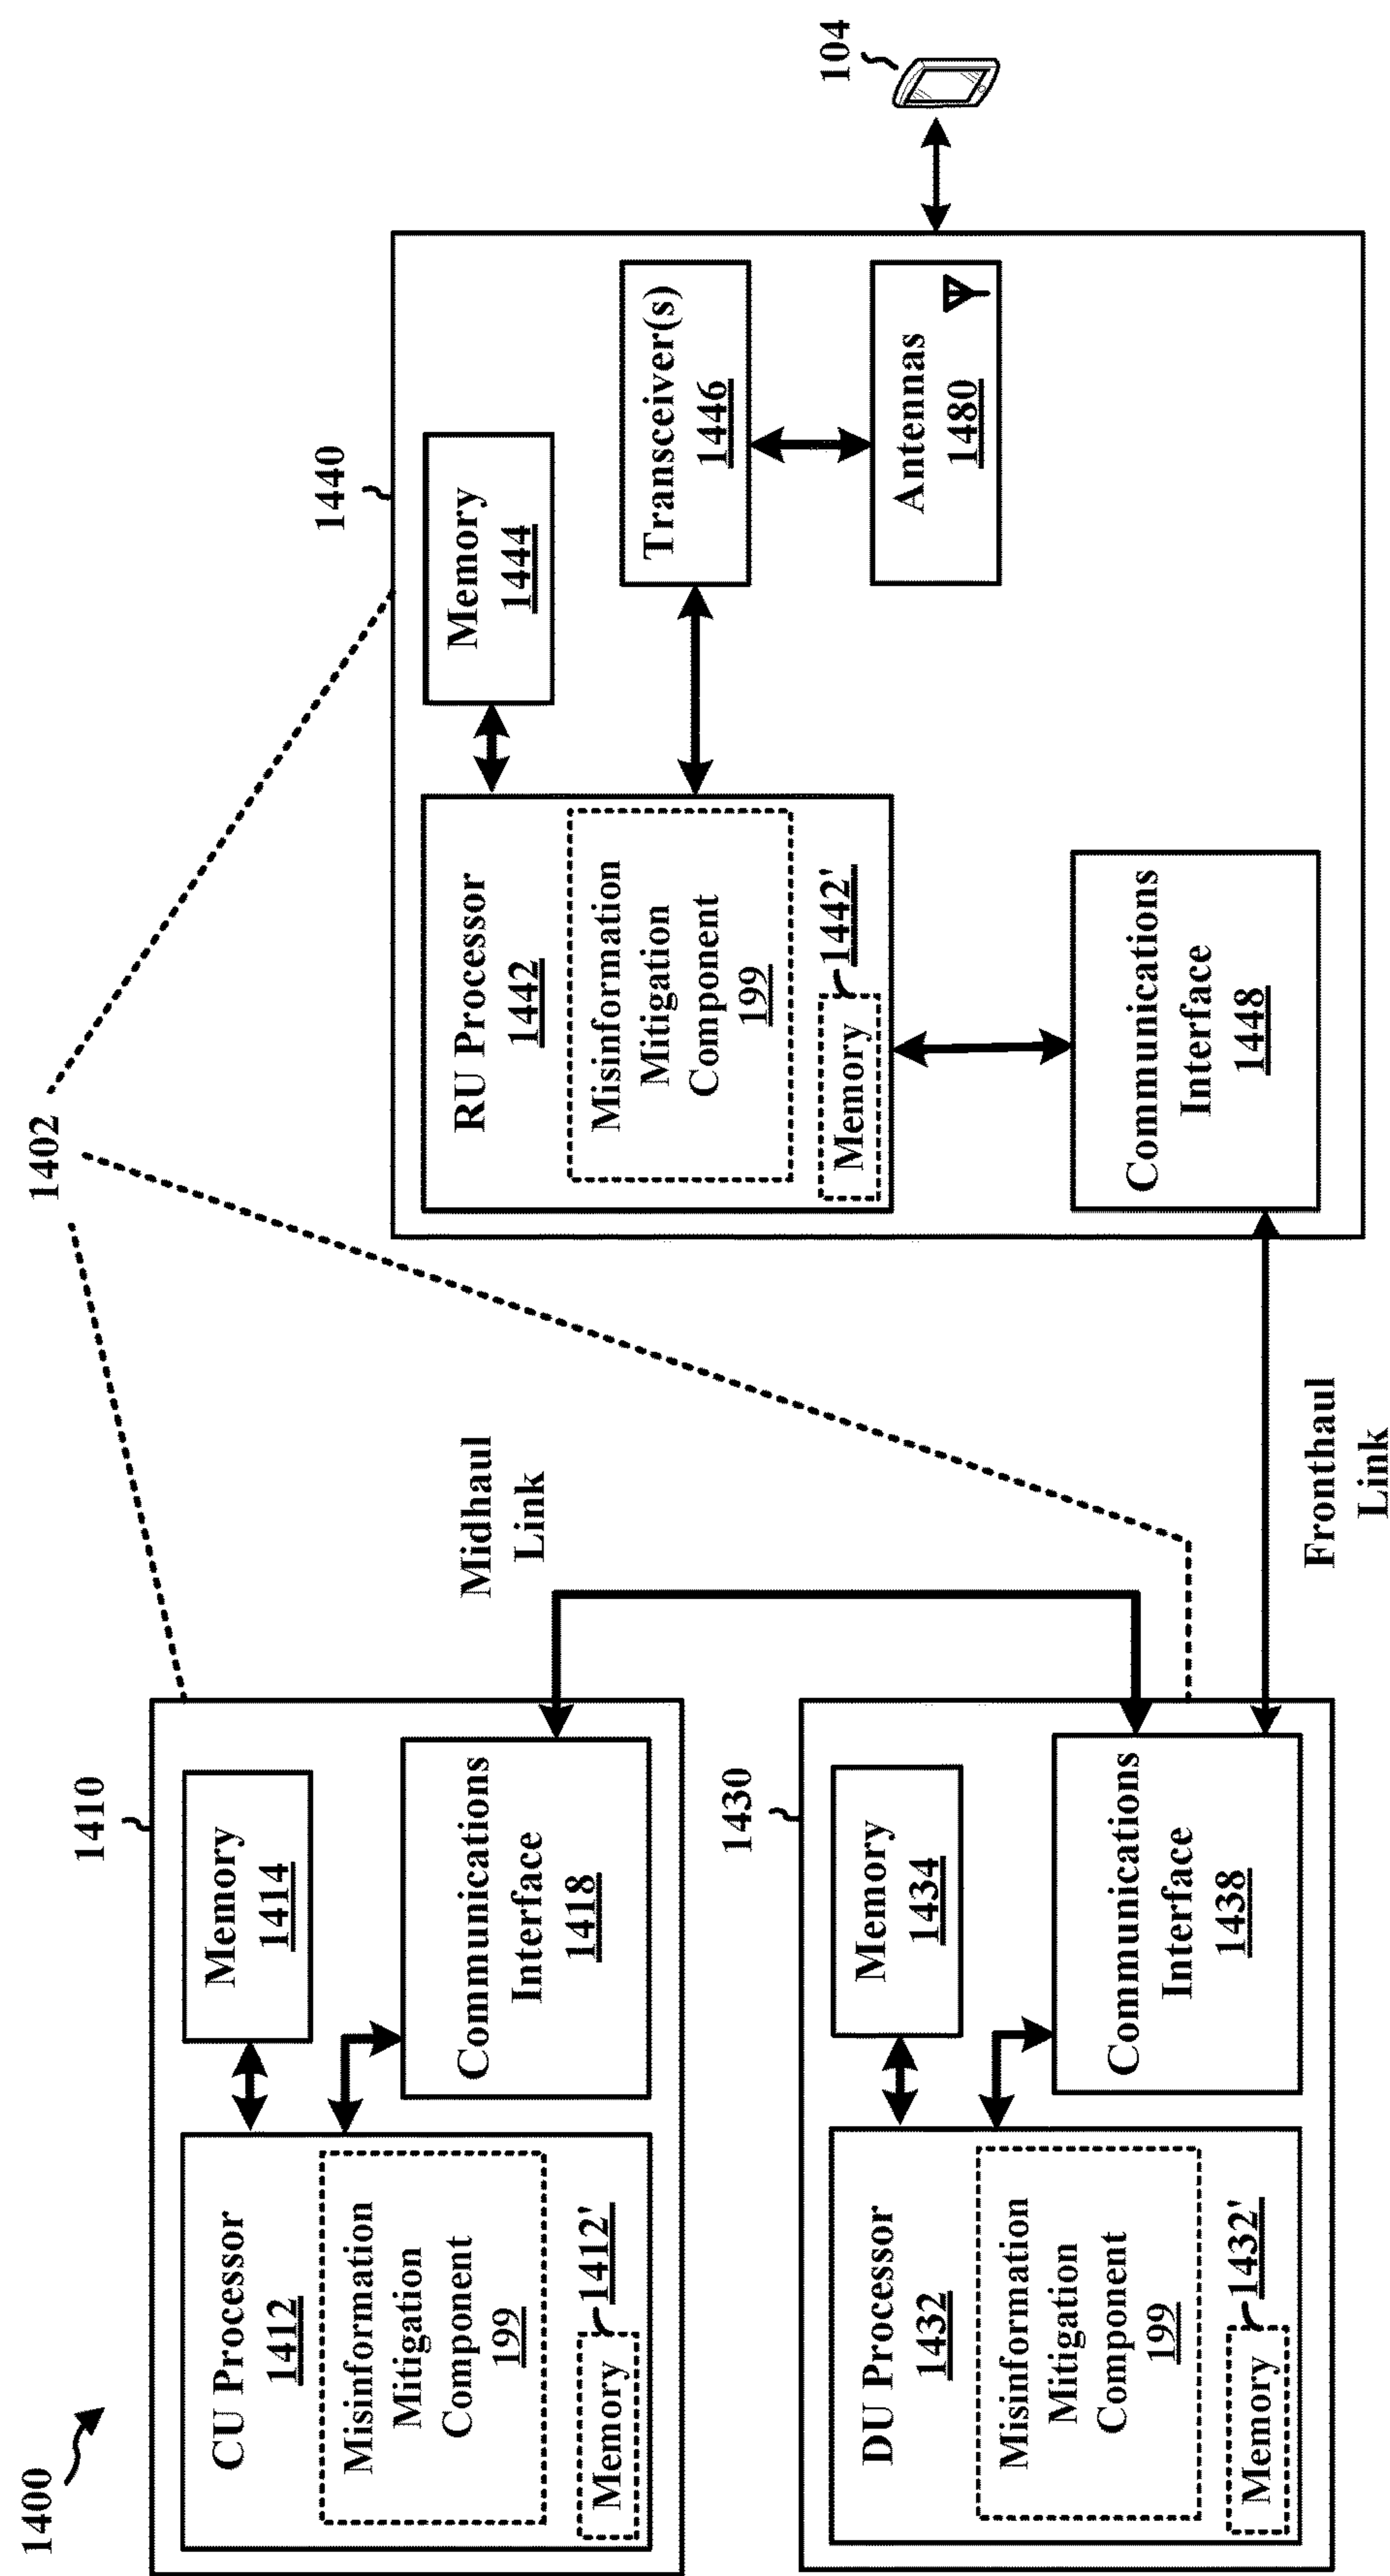 1400
1402
1410
CU Processor
1412
Misinformation
Mitigation
Component
199
Memory
1412'
Memory
1414
Communications
Interface
1418
Midhaul
Link
1430
DU Processor
1432
Misinformation
Mitigation
Component
199
Memory
1432'
Memory
1434
Communications
Interface
1438
Fronthaul
Link
1440
RU Processor
1442
Misinformation
Mitigation
Component
199
Memory
1442'
Memory
1444
Transceiver(s)
1446
Antennas
1480
Communications
Interface
1448
104